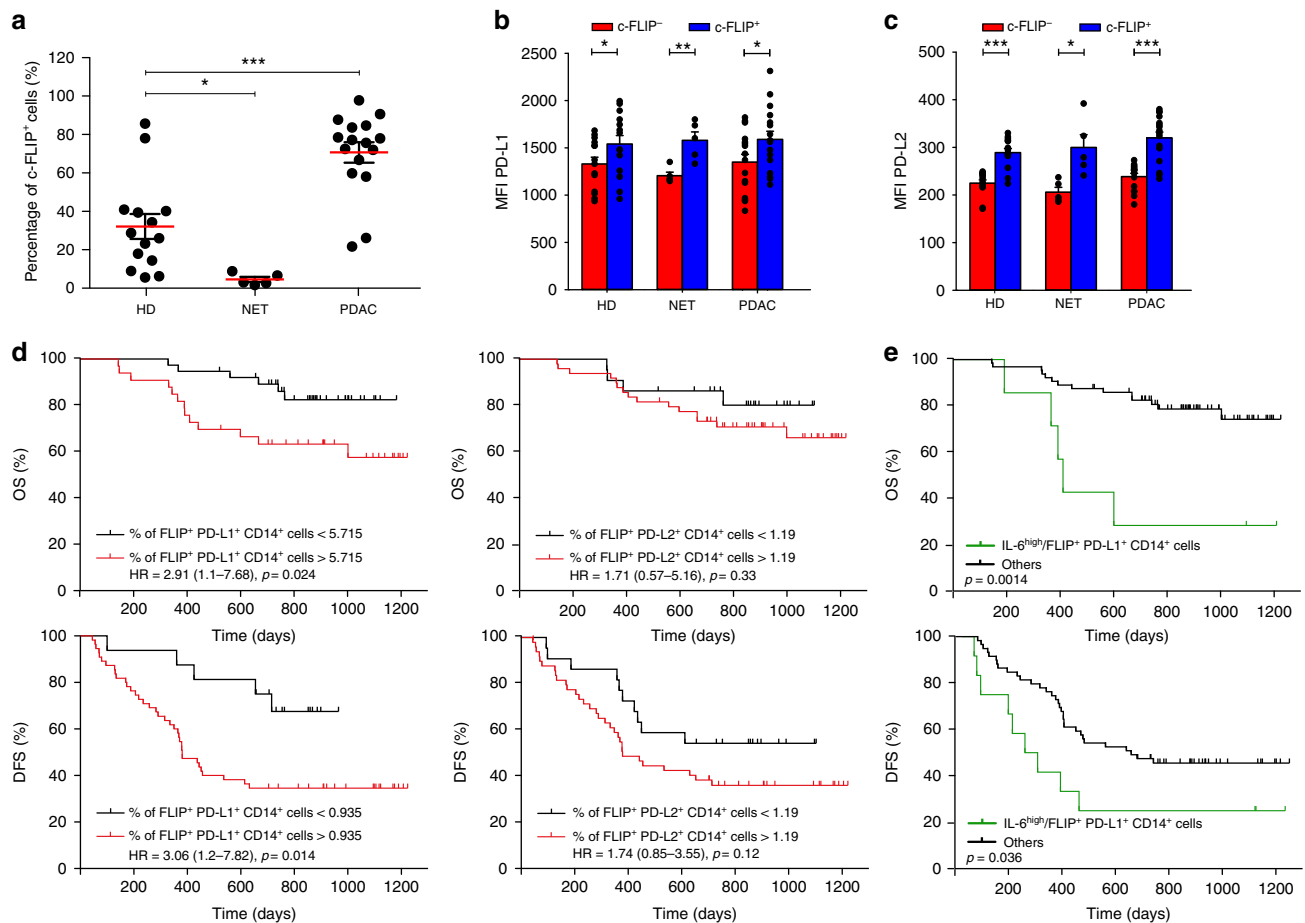 a
Percentage of c-FLIP⁺ cells (%)
120
100
80
60
40
20
0
***
*
HD NET PDAC
b
c-FLIP⁻ c-FLIP⁺
MFI PD-L1
2500
2000
1500
1000
500
0
* ** *
HD NET PDAC
c
c-FLIP⁻ c-FLIP⁺
MFI PD-L2
500
400
300
200
100
0
*** * ***
HD NET PDAC
d
OS (%)
100
80
60
40
20
0
% of FLIP⁺ PD-L1⁺ CD14⁺ cells < 5.715
% of FLIP⁺ PD-L1⁺ CD14⁺ cells > 5.715
HR = 2.91 (1.1–7.68), p = 0.024
200 400 600 800 1000 1200
Time (days)
OS (%)
100
80
60
40
20
0
% of FLIP⁺ PD-L2⁺ CD14⁺ cells < 1.19
% of FLIP⁺ PD-L2⁺ CD14⁺ cells > 1.19
HR = 1.71 (0.57–5.16), p = 0.33
200 400 600 800 1000 1200
Time (days)
e
OS (%)
100
80
60
40
20
0
IL-6ʰⁱᵍʰ/FLIP⁺ PD-L1⁺ CD14⁺ cells
Others
p = 0.0014
200 400 600 800 1000 1200
Time (days)
DFS (%)
100
80
60
40
20
0
% of FLIP⁺ PD-L1⁺ CD14⁺ cells < 0.935
% of FLIP⁺ PD-L1⁺ CD14⁺ cells > 0.935
HR = 3.06 (1.2–7.82), p = 0.014
200 400 600 800 1000 1200
Time (days)
DFS (%)
100
80
60
40
20
0
% of FLIP⁺ PD-L2⁺ CD14⁺ cells < 1.19
% of FLIP⁺ PD-L2⁺ CD14⁺ cells > 1.19
HR = 1.74 (0.85–3.55), p = 0.12
200 400 600 800 1000 1200
Time (days)
DFS (%)
100
80
60
40
20
0
IL-6ʰⁱᵍʰ/FLIP⁺ PD-L1⁺ CD14⁺ cells
Others
p = 0.036
200 400 600 800 1000 1200
Time (days)